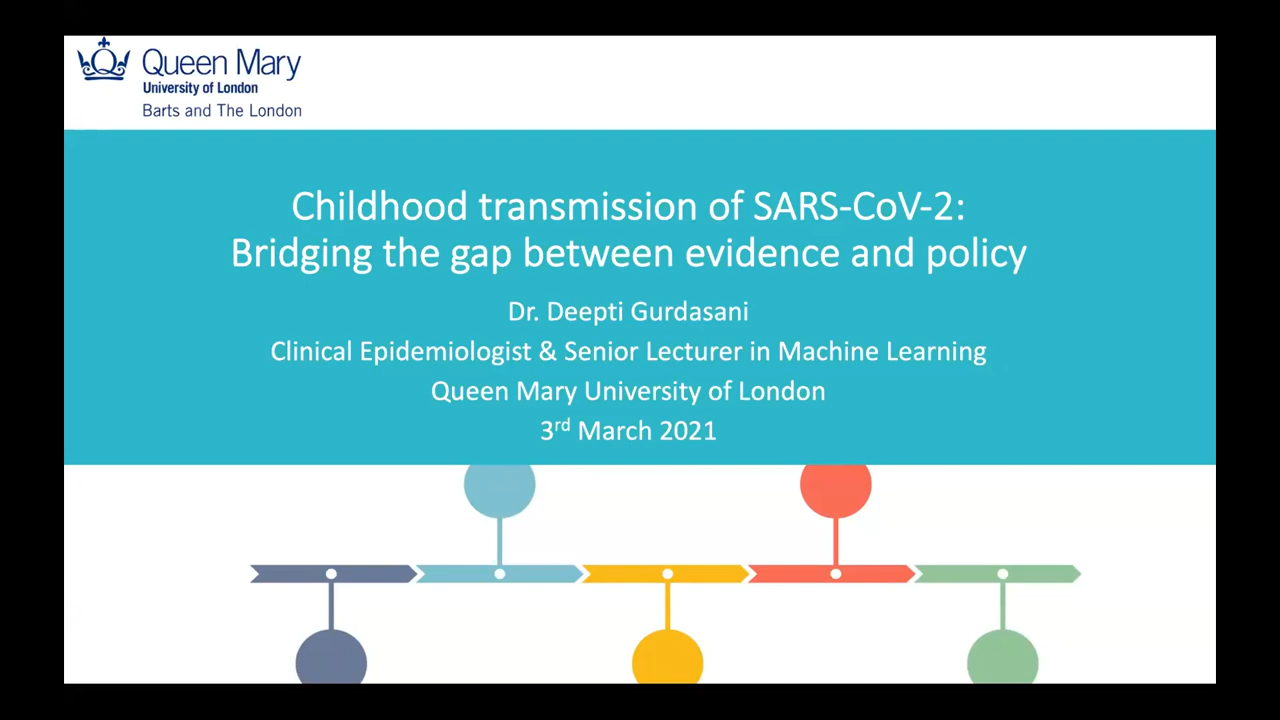 Queen Mary
University of London
Barts and The London
Childhood transmission of SARS-CoV-2:
Bridging the gap between evidence and policy
Dr. Deepti Gurdasani
Clinical Epidemiologist & Senior Lecturer in Machine Learning
Queen Mary University of London
3rd March 2021